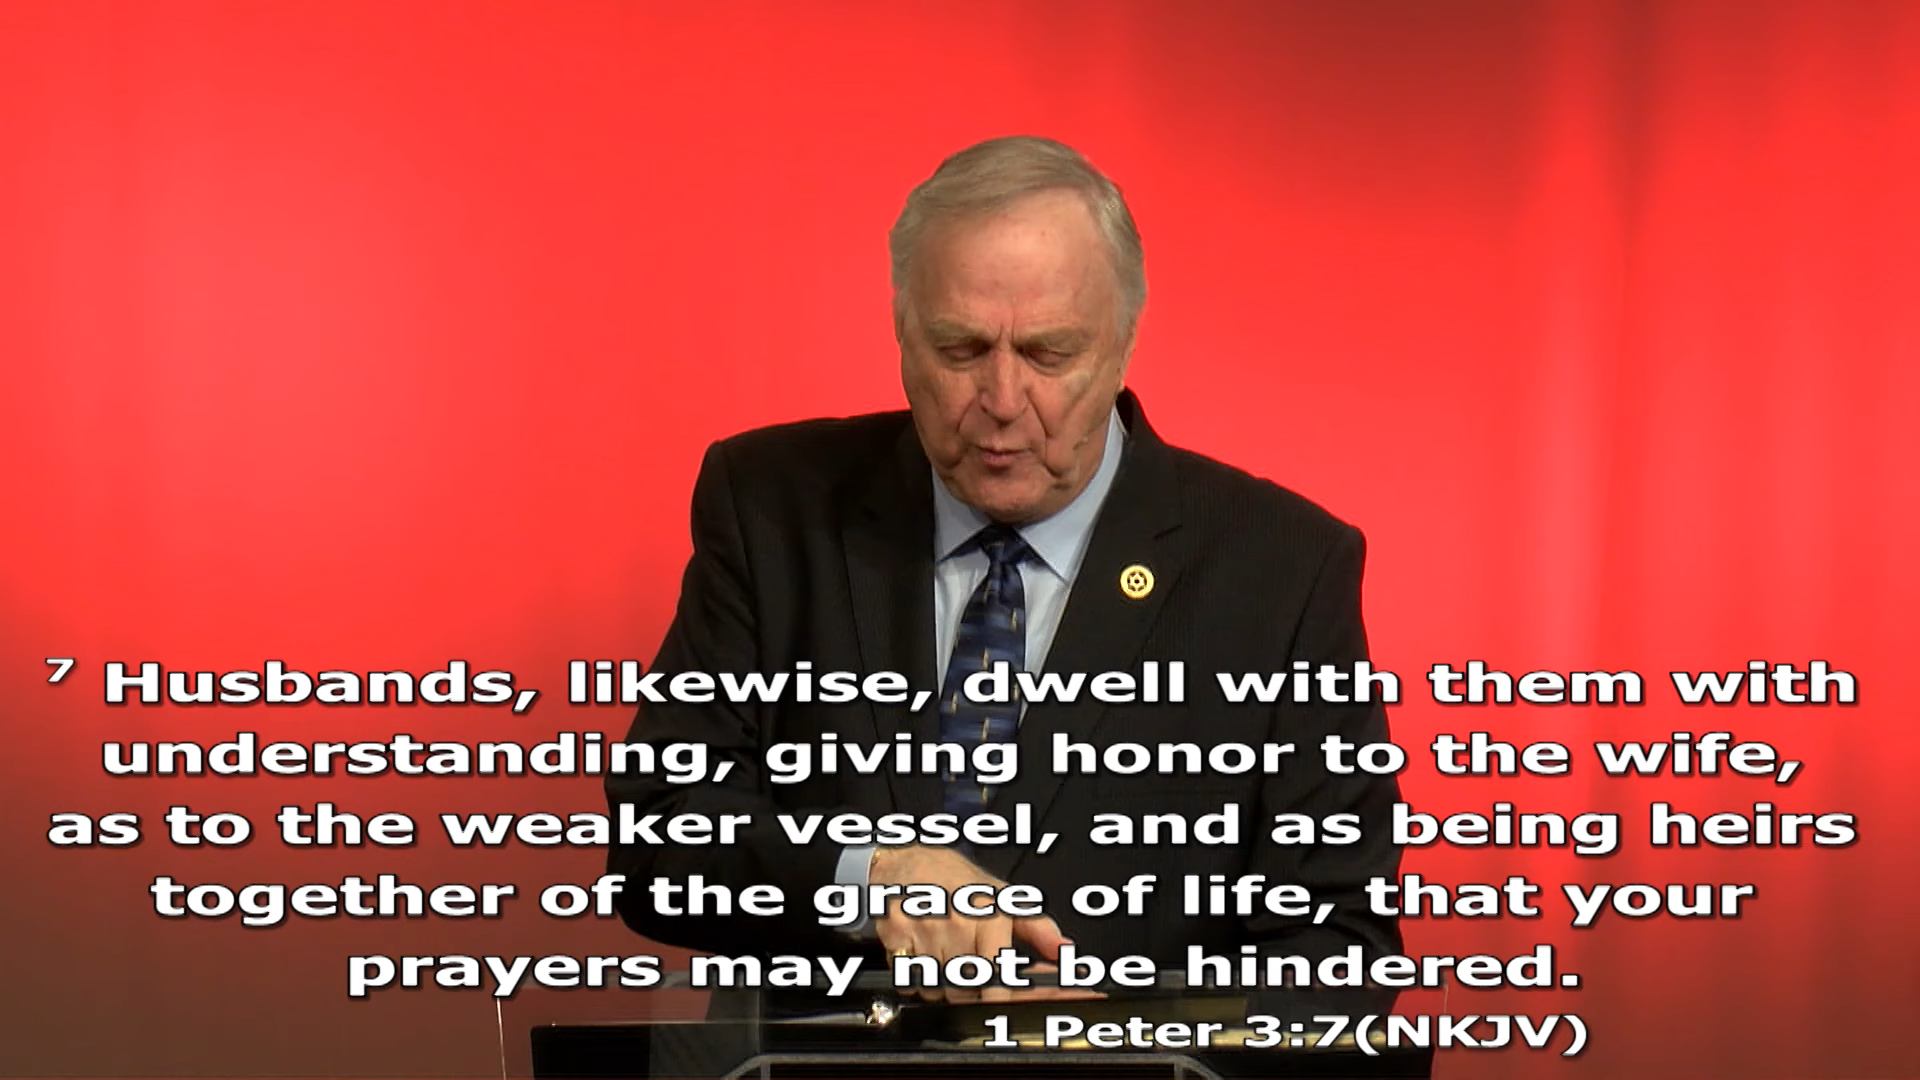 ⁷ Husbands, likewise, dwell with them with
understanding, giving honor to the wife,
as to the weaker vessel, and as being heirs
together of the grace of life, that your
prayers may not be hindered.
1 Peter 3:7(NKJV)